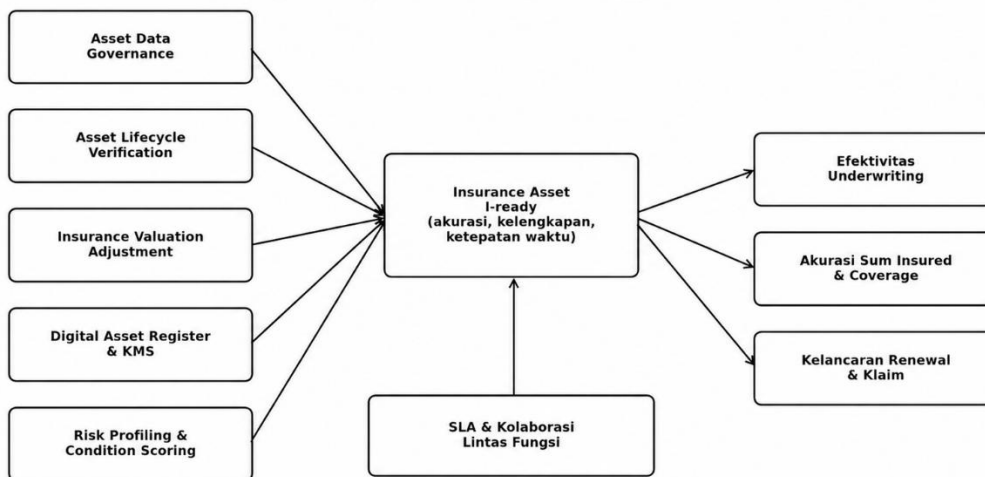 Asset Data
Governance
Asset Lifecycle
Verification
Insurance Valuation
Adjustment
Digital Asset Register
& KMS
Risk Profiling &
Condition Scoring
Insurance Asset
I-ready
(akurasi, kelengkapan,
ketepatan waktu)
SLA & Kolaborasi
Lintas Fungsi
Efektivitas
Underwriting
Akurasi Sum Insured
& Coverage
Kelancaran Renewal
& Klaim